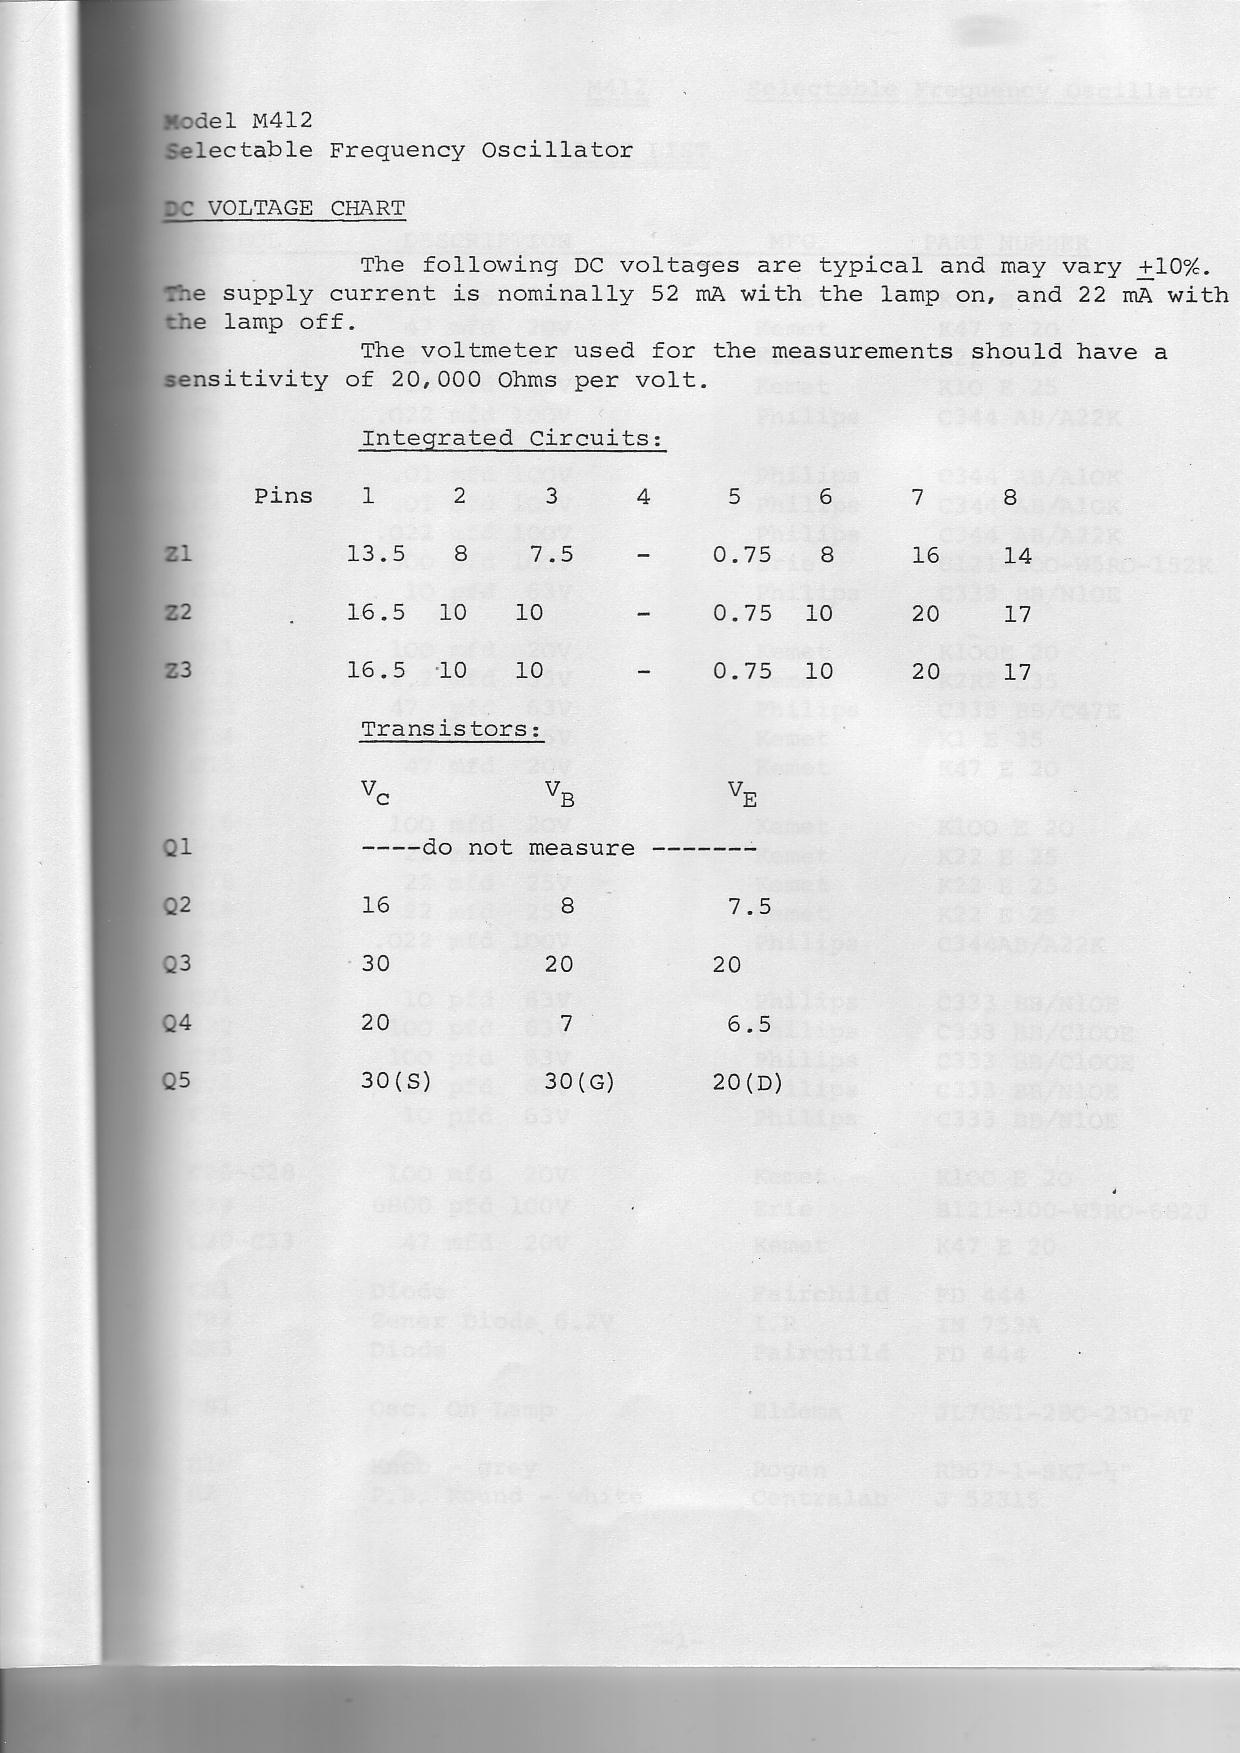 Model M412
Selectable Frequency Oscillator
DC VOLTAGE CHART
The following DC voltages are typical and may vary ±10%.
The supply current is nominally 52 mA with the lamp on, and 22 mA with
the lamp off.
The voltmeter used for the measurements should have a
sensitivity of 20,000 Ohms per volt.
Integrated Circuits:
Pins 1 2 3 4 5 6 7 8
Z1 13.5 8 7.5 - 0.75 8 16 14
Z2 16.5 10 10 - 0.75 10 20 17
Z3 16.5 10 10 - 0.75 10 20 17
Transistors:
VC VB VE
Q1 ----do not measure -------
Q2 16 8 7.5
Q3 30 20 20
Q4 20 7 6.5
Q5 30(S) 30(G) 20(D)